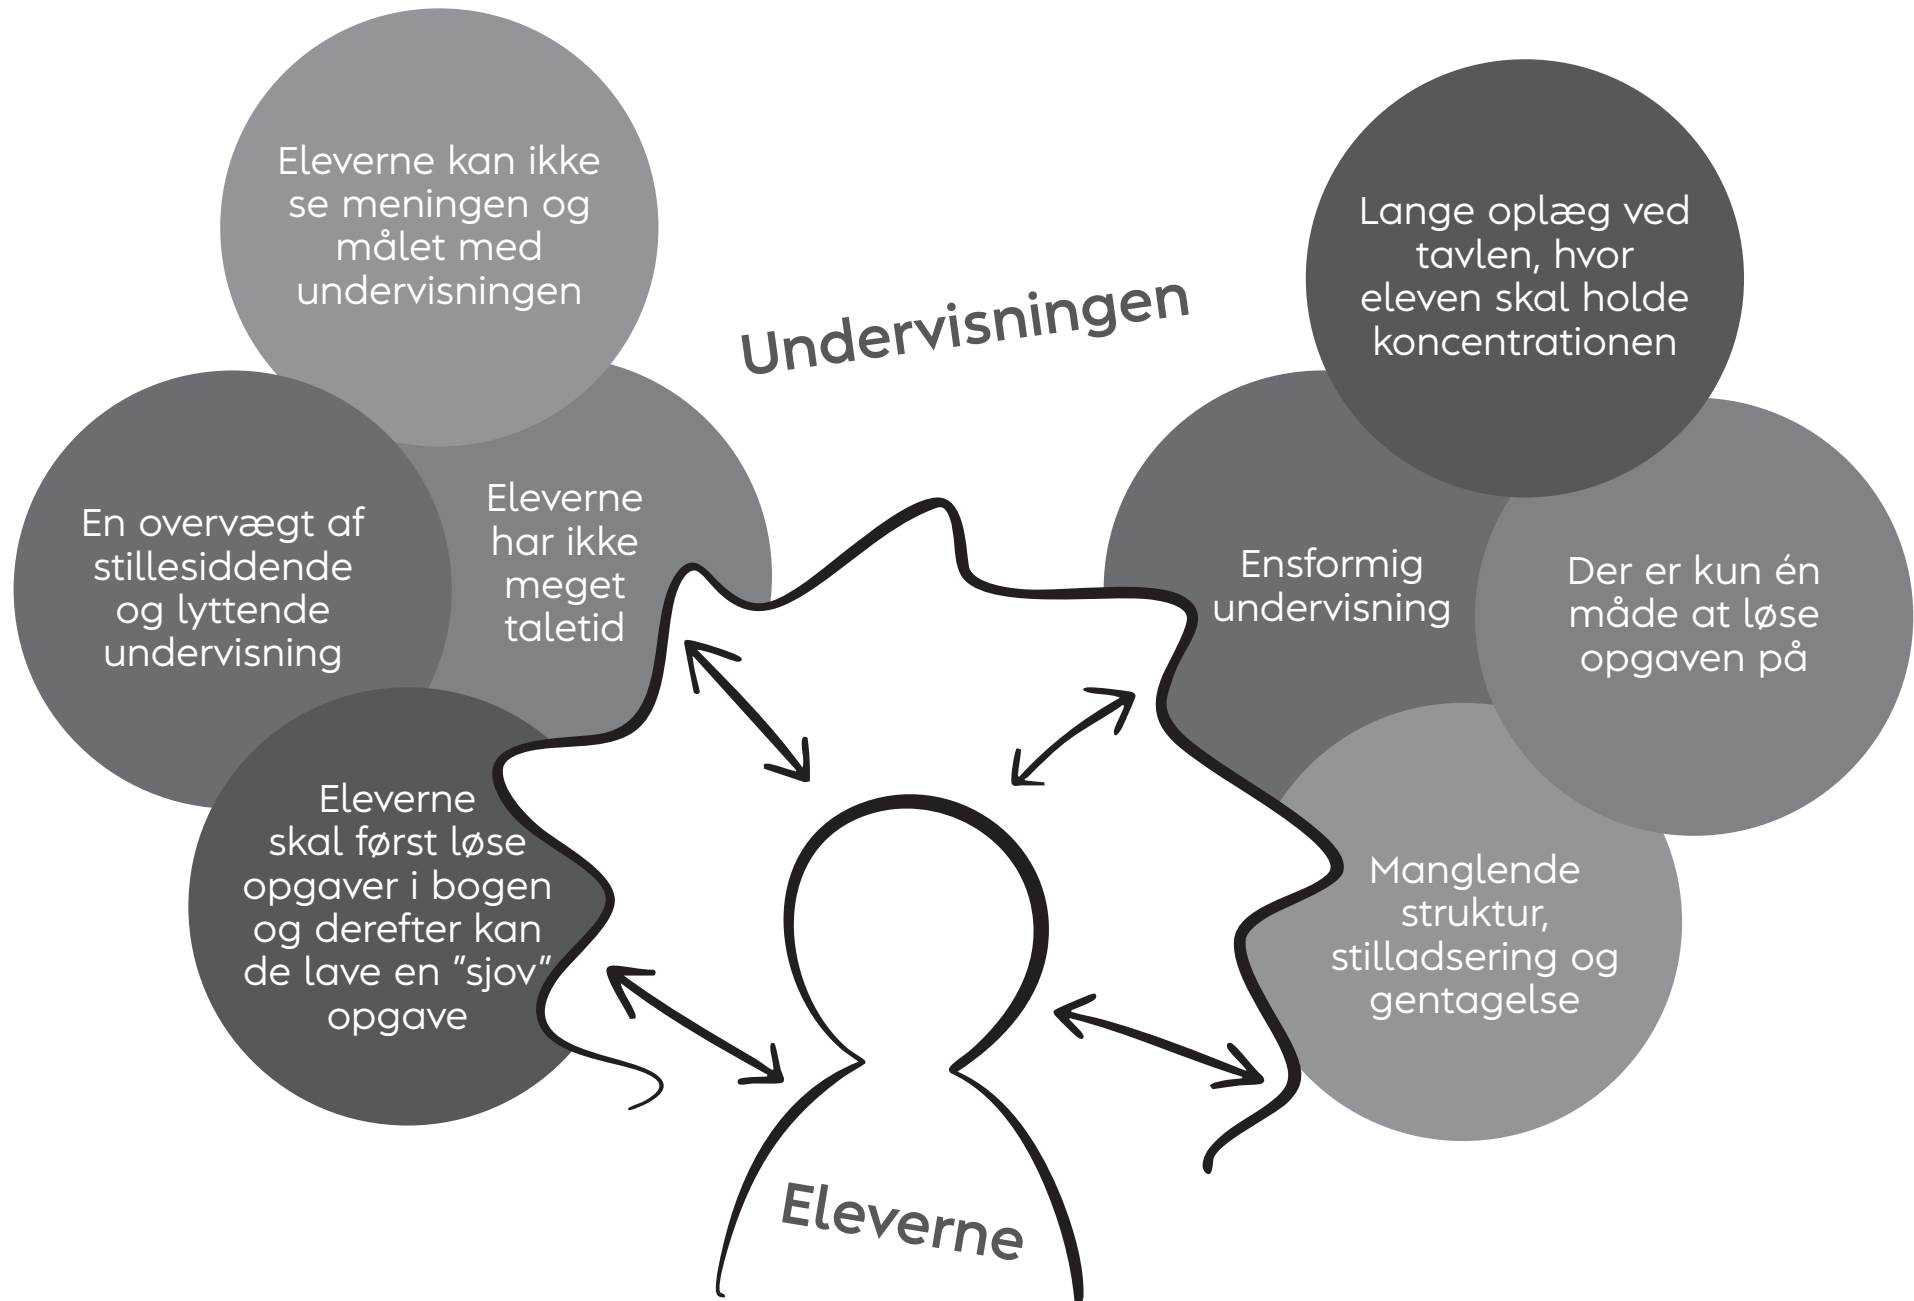 Eleverne kan ikke
se meningen og
målet med
undervisningen
Undervisningen
Lange oplæg ved
tavlen, hvor
eleven skal holde
koncentrationen
En overvægt af
stillesiddende
og lyttende
undervisning
Eleverne
har ikke
meget
taletid
Ensformig
undervisning
Der er kun én
måde at løse
opgaven på
Eleverne
skal først løse
opgaver i bogen
og derefter kan
de lave en ”sjov”
opgave
Manglende
struktur,
stilladsering og
gentagelse
Eleverne